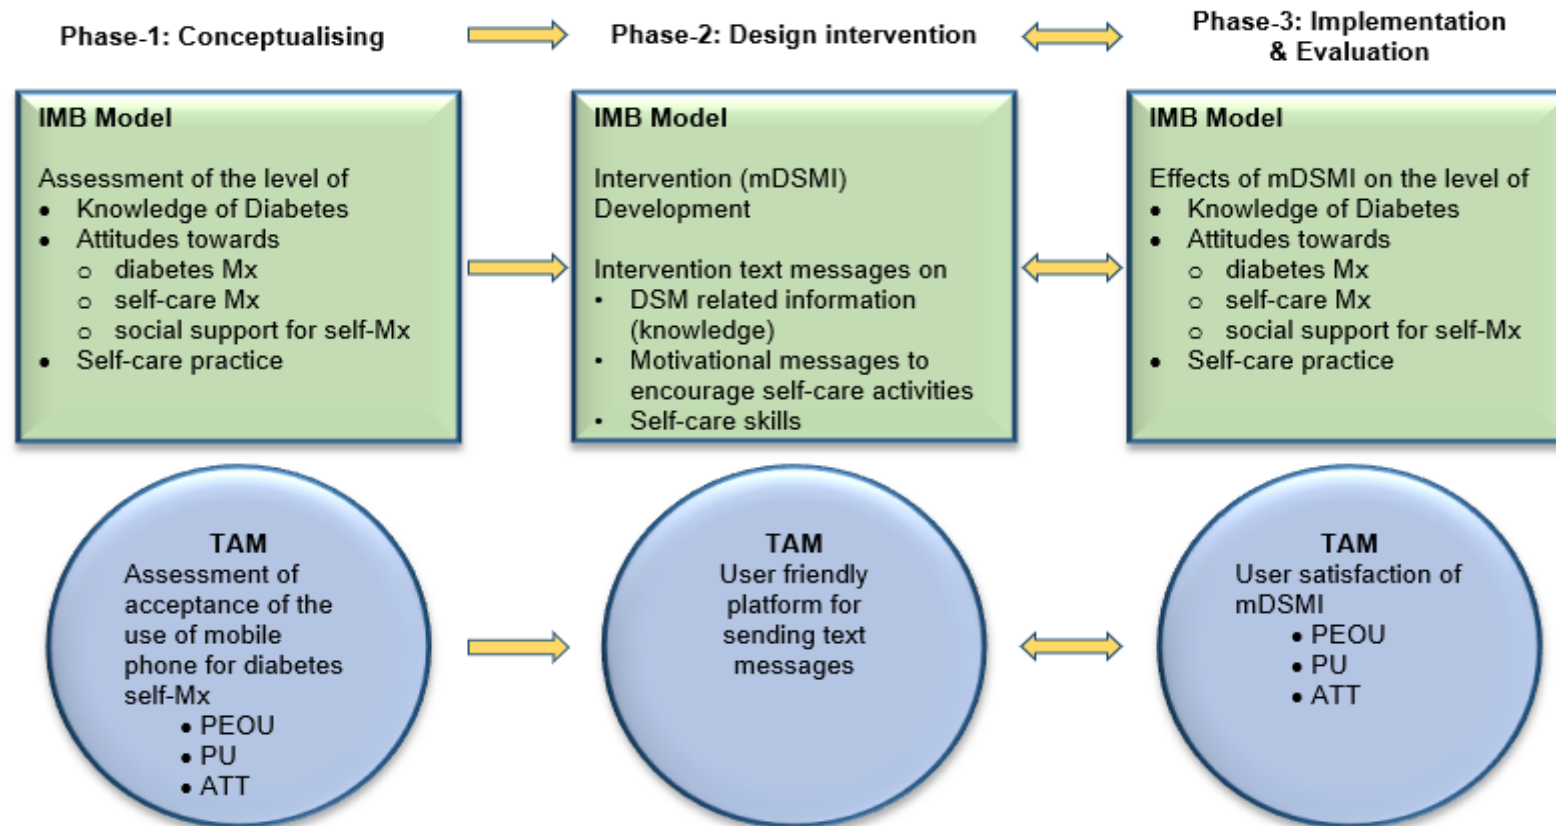 Phase-1: Conceptualising
Phase-2: Design intervention
Phase-3: Implementation
& Evaluation
IMB Model
Assessment of the level of
• Knowledge of Diabetes
• Attitudes towards
o diabetes Mx
o self-care Mx
o social support for self-Mx
• Self-care practice
IMB Model
Intervention (mDSMI)
Development
Intervention text messages on
• DSM related information
(knowledge)
• Motivational messages to
encourage self-care activities
• Self-care skills
IMB Model
Effects of mDSMI on the level of
• Knowledge of Diabetes
• Attitudes towards
o diabetes Mx
o self-care Mx
o social support for self-Mx
• Self-care practice
TAM
Assessment of
acceptance of the
use of mobile
phone for diabetes
self-Mx
• PEOU
• PU
• ATT
TAM
User friendly
platform for
sending text
messages
TAM
User satisfaction of
mDSMI
• PEOU
• PU
• ATT